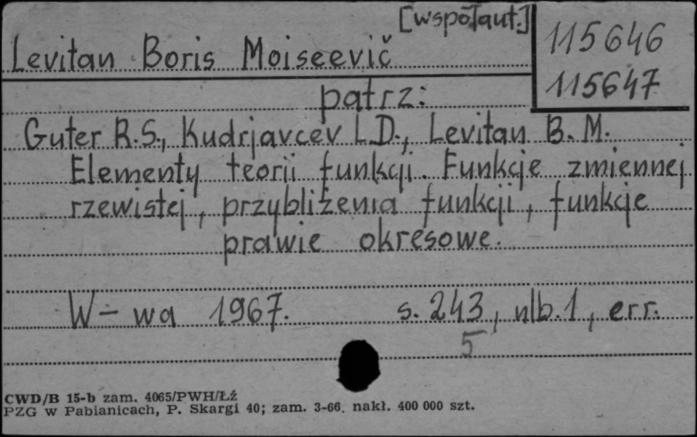 [współaut.]
Levitan Boris Moiseevič
115646
115647
patrz:
Guter R.S., Kudrjavcev L.D., Levitan B.M.
Elementy teorii funkcji. Funkcje zmiennej
rzewistej, przybliżenia funkcji, funkcje
prawie okresowe.
W-wa 1967. s. 243, nlb. 1, err.
5
CWD/B 15-b zam. 4065/PWH/Łź
PZG w Pabianicach, P. Skargi 40; zam. 3-66. nakł. 400 000 szt.